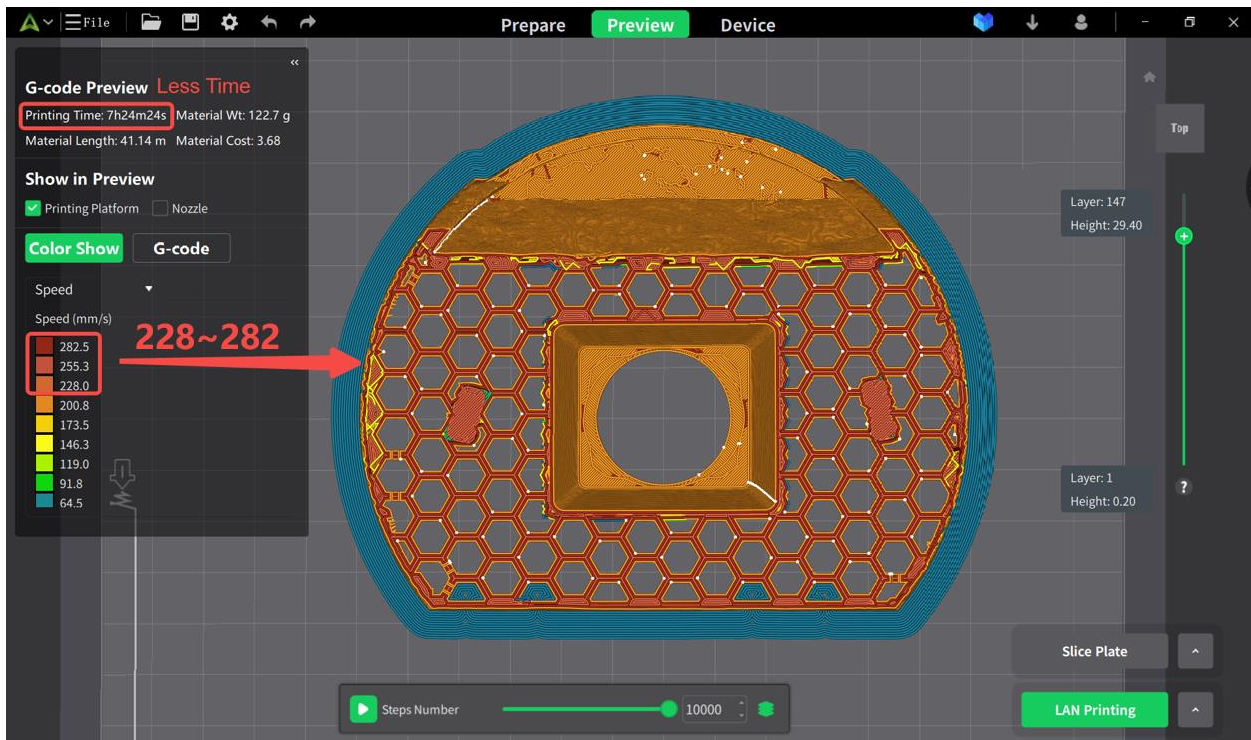 File
Prepare
Preview
Device
G-code Preview Less Time
Printing Time: 7h24m24s Material Wt: 122.7 g
Material Length: 41.14 m Material Cost: 3.68
Show in Preview
Printing Platform Nozzle
Color Show G-code
Speed
Speed (mm/s)
282.5
255.3
228.0
200.8
173.5
146.3
119.0
91.8
64.5
228~282
Top
Layer: 147
Height: 29.40
Layer: 1
Height: 0.20
?
Slice Plate
LAN Printing
Steps Number 10000